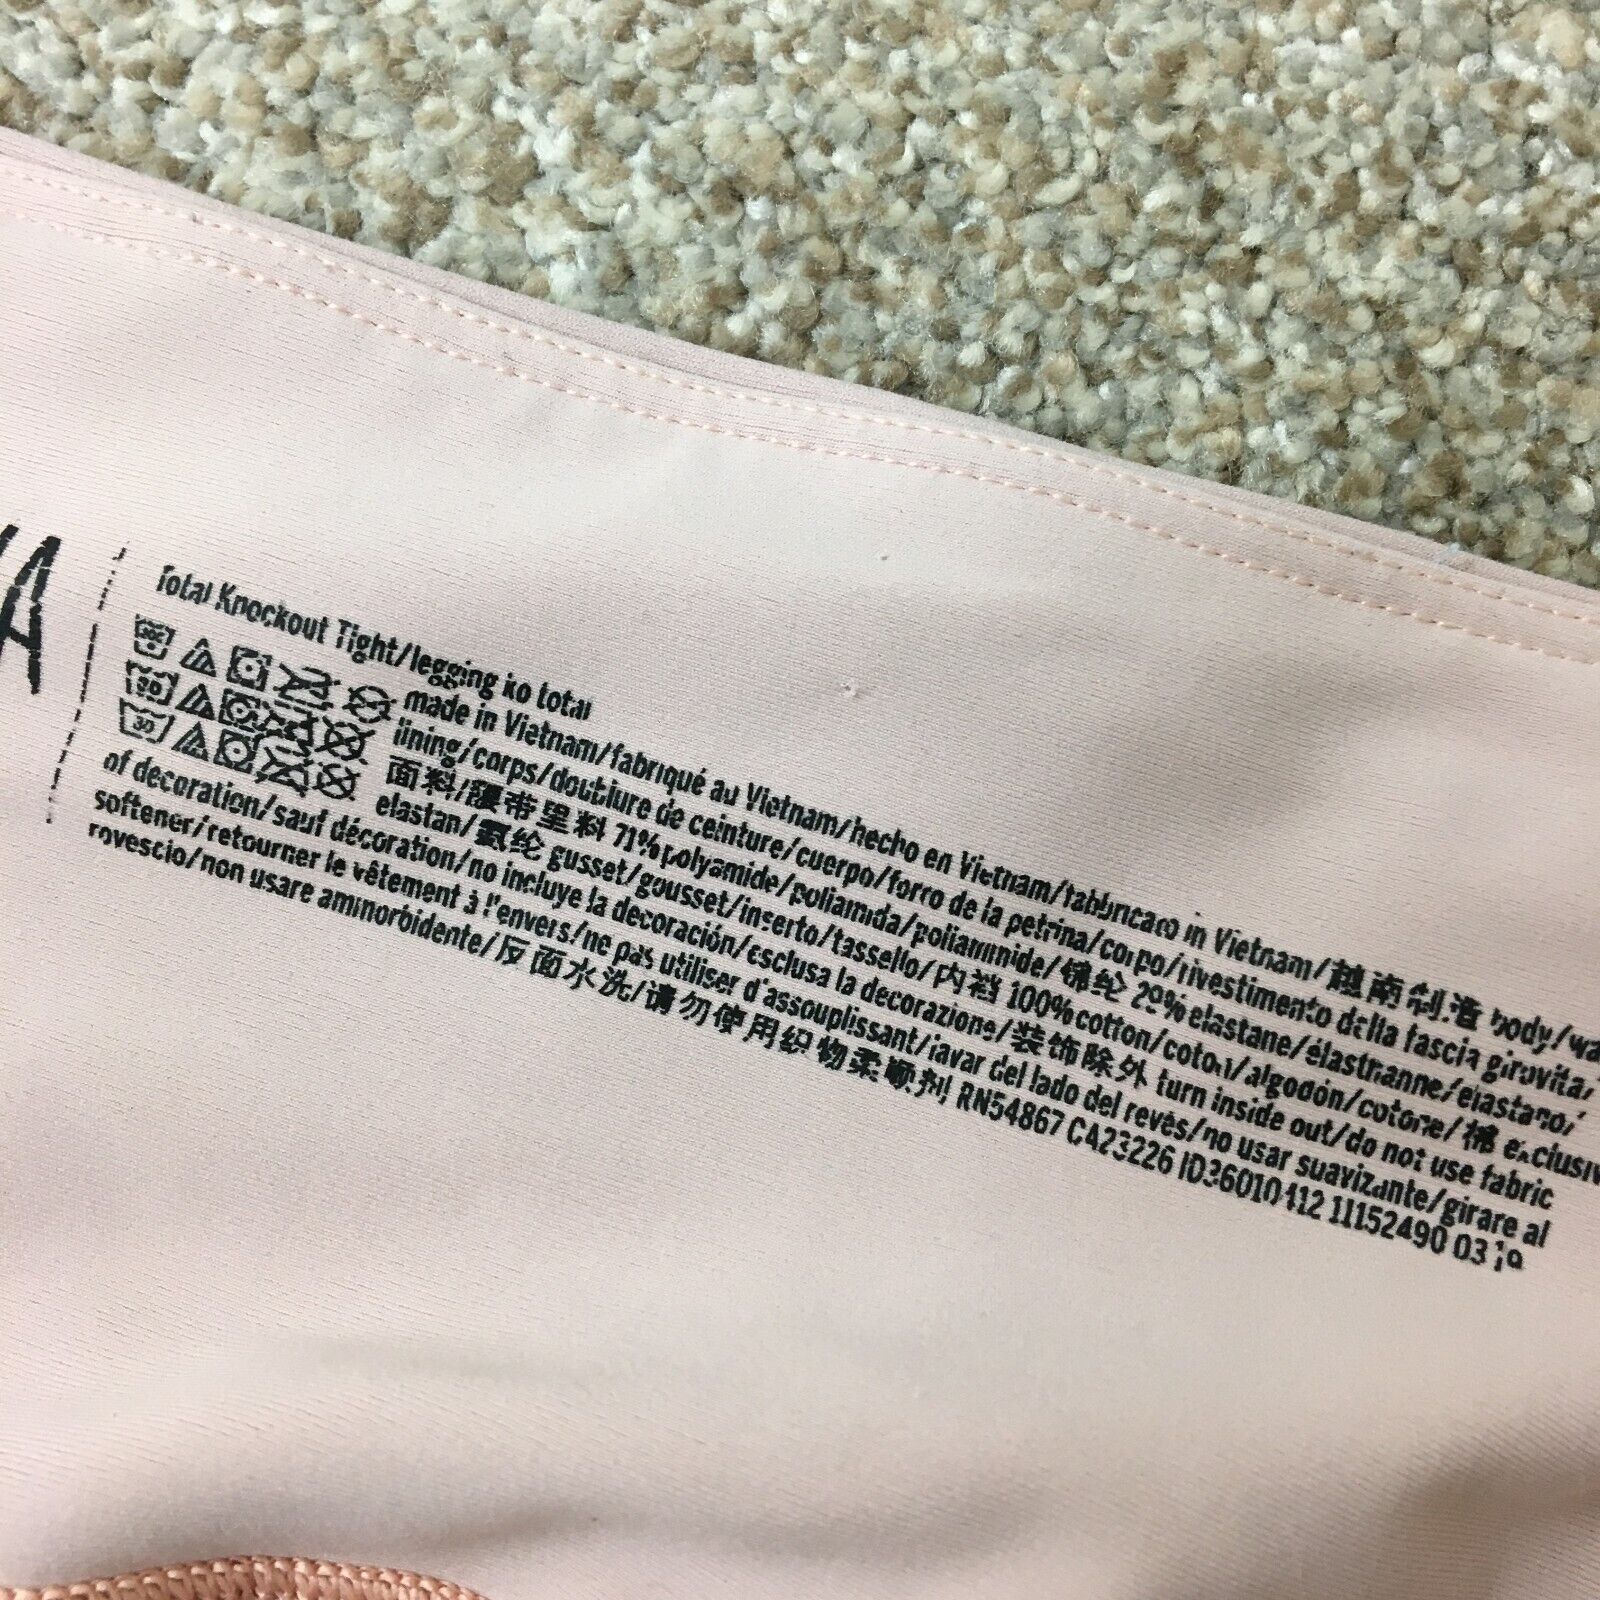 A
Total Knockout Tight/legging ko total
made in Vietnam/fabriqué au Vietnam/hecho en Vietnam/fabbricato in Vietnam/越南制造 body/wa
lining/corps/doublure de ceinture/cuerpo/forro de la petrina/corpo/rivestimento della fascia girovita/
面料/腰带里料 71% polyamide/poliamida/poliammide/锦纶 29% elastane/élasthanne/elastano/
elastan/氨纶 gusset/gousset/inserto/tassello/内裆 100% cotton/coton/algodón/cotone/棉 exclusiv
of decoration/sauf décoration/no incluye la decoración/esclusa la decorazione/装饰除外 turn inside out/do not use fabric
softener/retourner le vêtement à l'envers/ne pas utiliser d'assouplissant/lavar del lado del revés/no usar suavizante/girare al
rovescio/non usare ammorbidente/反面水洗/请勿使用织物柔顺剂 RN54867 CA23226 ID36010412 11152490 03 19
30
30
30